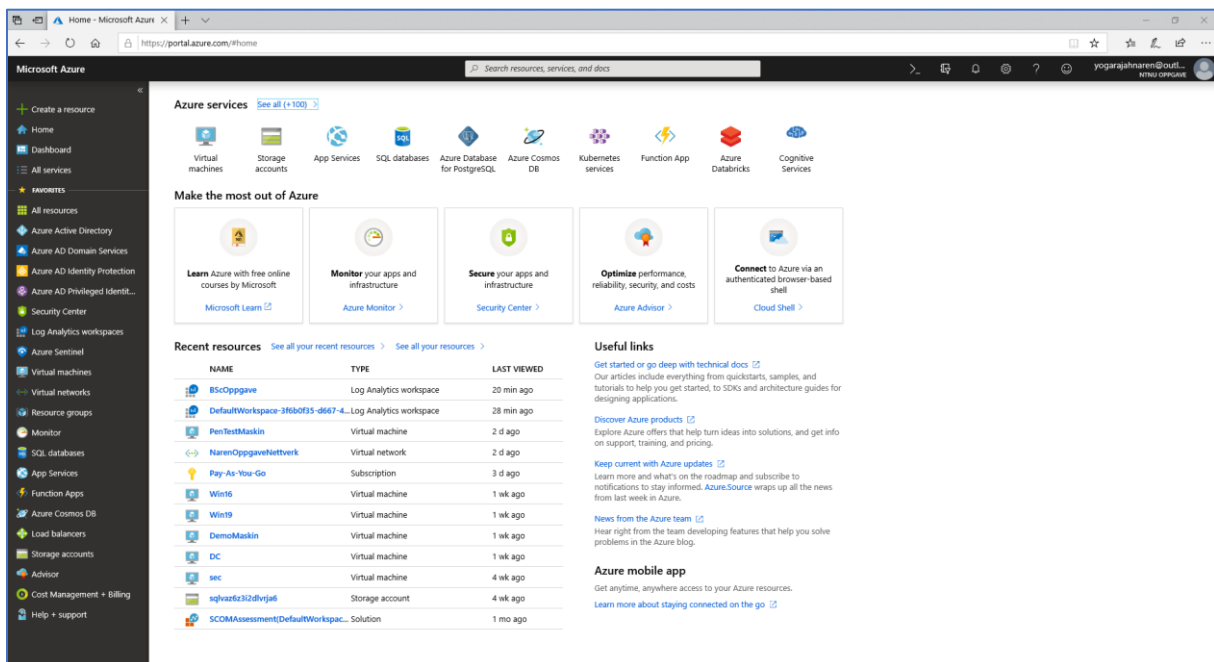 Home - Microsoft Azure
https://portal.azure.com/#home
Microsoft Azure
Search resources, services, and docs
yogarajahnaren@outl...
NTNU OPPGAVE
Create a resource
Home
Dashboard
All services
FAVORITES
All resources
Azure Active Directory
Azure AD Domain Services
Azure AD Identity Protection
Azure AD Privileged Identit...
Security Center
Log Analytics workspaces
Azure Sentinel
Virtual machines
Virtual networks
Resource groups
Monitor
SQL databases
App Services
Function Apps
Azure Cosmos DB
Load balancers
Storage accounts
Advisor
Cost Management + Billing
Help + support
Azure services See all (+100) >
Virtual machines
Storage accounts
App Services
SQL
SQL databases
Azure Database for PostgreSQL
Azure Cosmos DB
Kubernetes services
Function App
Azure Databricks
Cognitive Services
Make the most out of Azure
Learn Azure with free online
courses by Microsoft
Microsoft Learn
Monitor your apps and
infrastructure
Azure Monitor >
Secure your apps and
infrastructure
Security Center >
Optimize performance,
reliability, security, and costs
Azure Advisor >
Connect to Azure via an
authenticated browser-based
shell
Cloud Shell >
Recent resources See all your recent resources > See all your resources >
NAME TYPE LAST VIEWED
BScOppgave Log Analytics workspace 20 min ago
DefaultWorkspace-3f6b0f35-d667-4... Log Analytics workspace 28 min ago
PenTestMaskin Virtual machine 2 d ago
NarenOppgaveNettverk Virtual network 2 d ago
Pay-As-You-Go Subscription 3 d ago
Win16 Virtual machine 1 wk ago
Win19 Virtual machine 1 wk ago
DemoMaskin Virtual machine 1 wk ago
DC Virtual machine 1 wk ago
sec Virtual machine 4 wk ago
sqlvaz6z3i2dlvrja6 Storage account 4 wk ago
SCOMAssessment(DefaultWorkspac... Solution 1 mo ago
Useful links
Get started or go deep with technical docs
Our articles include everything from quickstarts, samples, and
tutorials to help you get started, to SDKs and architecture guides for
designing applications.
Discover Azure products
Explore Azure offers that help turn ideas into solutions, and get info
on support, training, and pricing.
Keep current with Azure updates
Learn more and what's on the roadmap and subscribe to
notifications to stay informed. Azure.Source wraps up all the news
from last week in Azure.
News from the Azure team
Hear right from the team developing features that help you solve
problems in the Azure blog.
Azure mobile app
Get anytime, anywhere access to your Azure resources.
Learn more about staying connected on the go